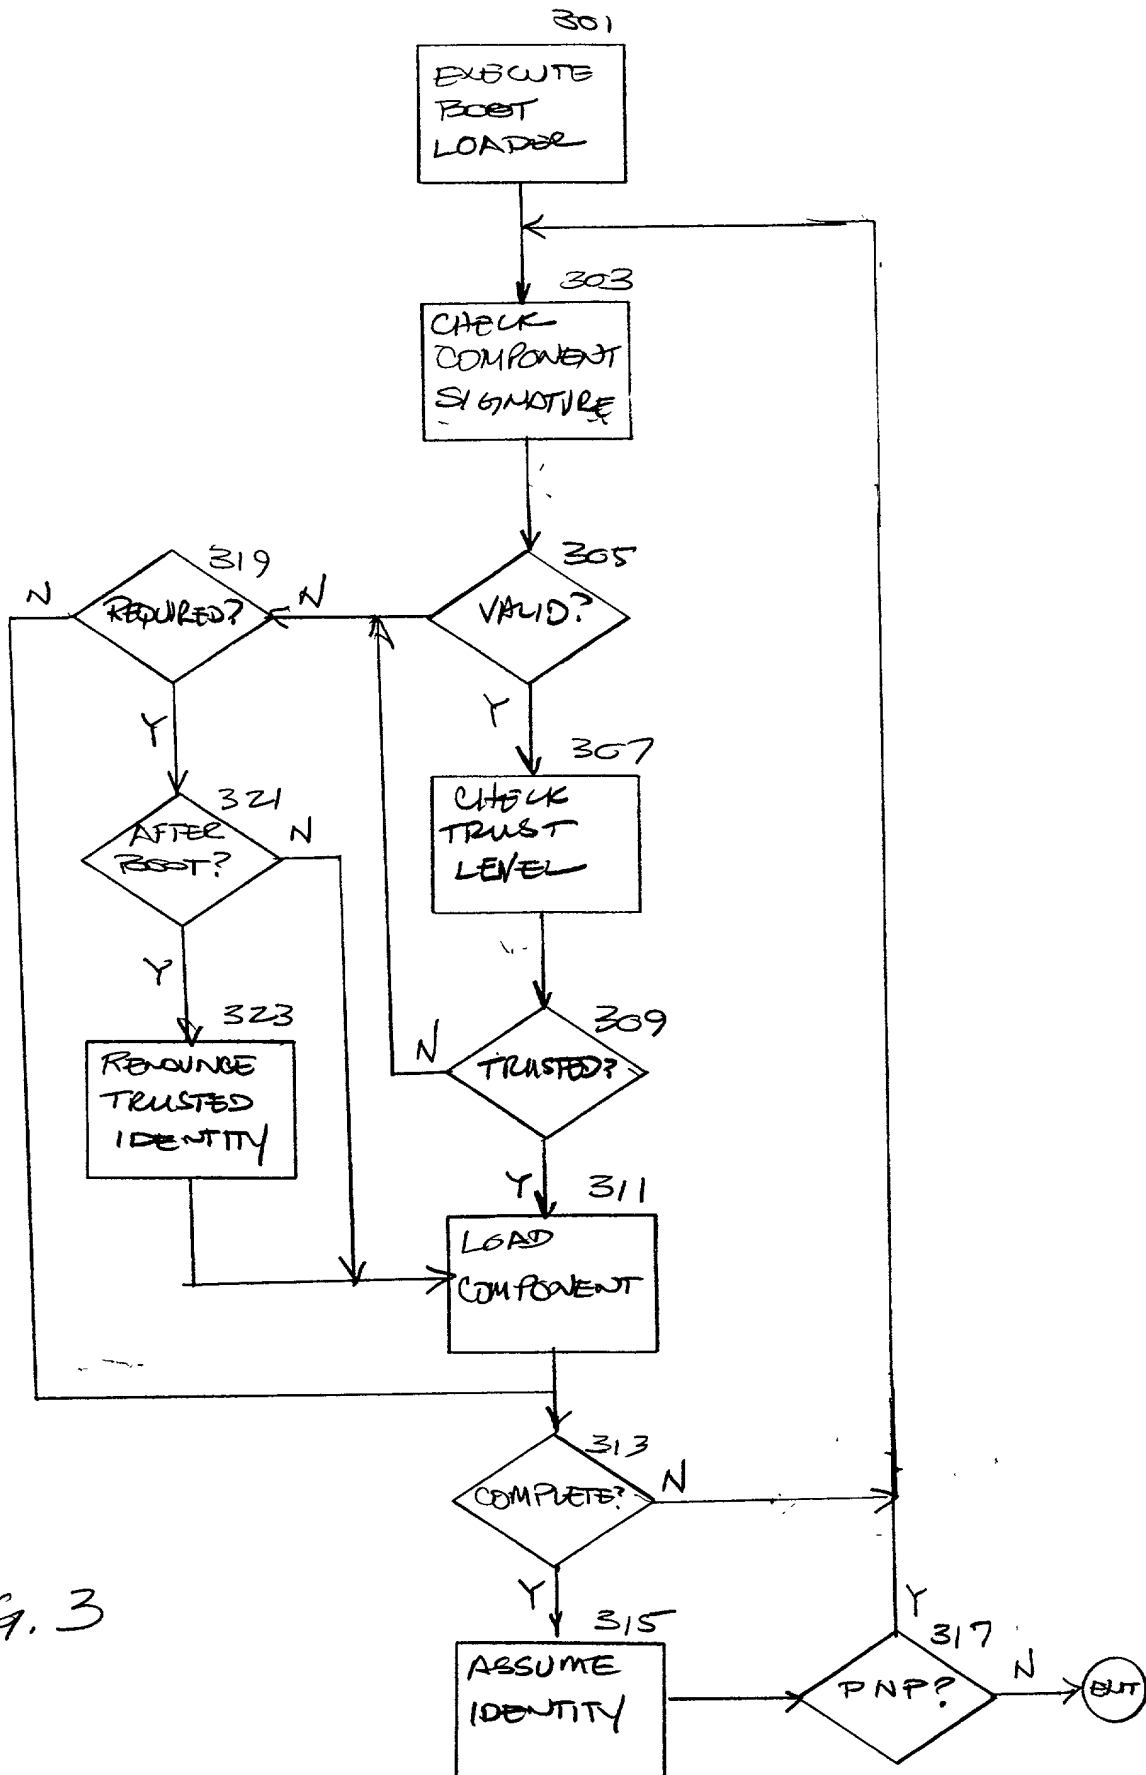 301
EXECUTE
BOOT
LOADER
303
CHECK
COMPONENT
SIGNATURE
305
VALID?
N
319
REQUIRED?
N
Y
Y
307
CHECK
TRUST
LEVEL
321
AFTER
BOOT?
N
Y
323
RENOUNCE
TRUSTED
IDENTITY
309
TRUSTED?
N
Y
311
LOAD
COMPONENT
313
COMPLETE?
N
Y
315
ASSUME
IDENTITY
317
PNP?
Y
N
EXIT
G. 3